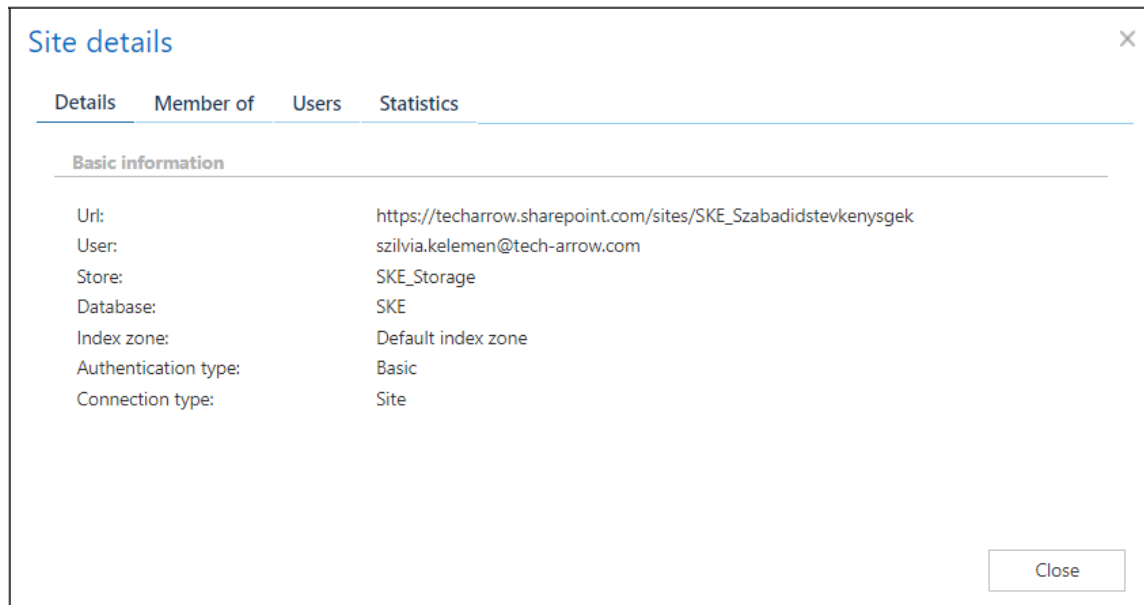 Site details
Details Member of Users Statistics
Basic information
Url: https://techarrow.sharepoint.com/sites/SKE_Szabadidstevkenysgek
User: szilvia.kelemen@tech-arrow.com
Store: SKE_Storage
Database: SKE
Index zone: Default index zone
Authentication type: Basic
Connection type: Site
Close